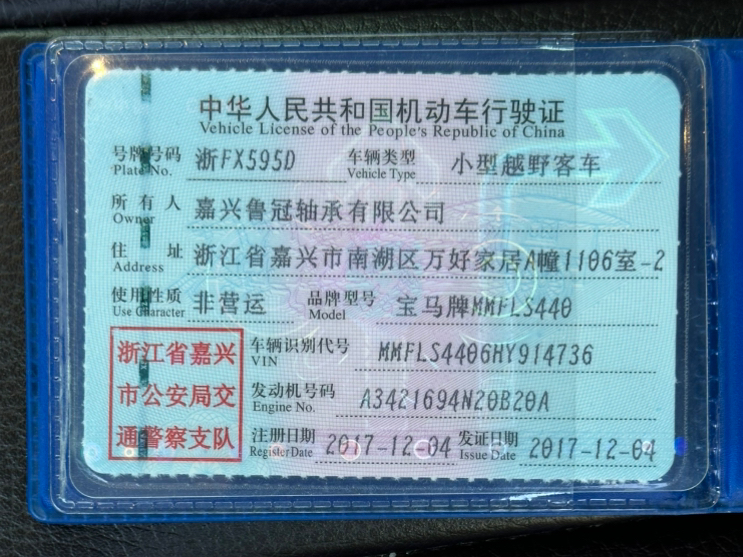 中华人民共和国机动车行驶证
Vehicle License of the People's Republic of China
号牌号码 浙FX595D 车辆类型 小型越野客车
Plate No. Vehicle Type
所有人 嘉兴鲁冠轴承有限公司
Owner
住址 浙江省嘉兴市南湖区万好家居A幢1106室-2
Address
使用性质 非营运 品牌型号 宝马牌MMFLS440
Use Character Model
浙江省嘉兴
市公安局交
通警察支队
车辆识别代号 MMFLS4406HY914736
VIN
发动机号码 A3421694N20B20A
Engine No.
注册日期 2017-12-04 发证日期 2017-12-04
Register Date Issue Date